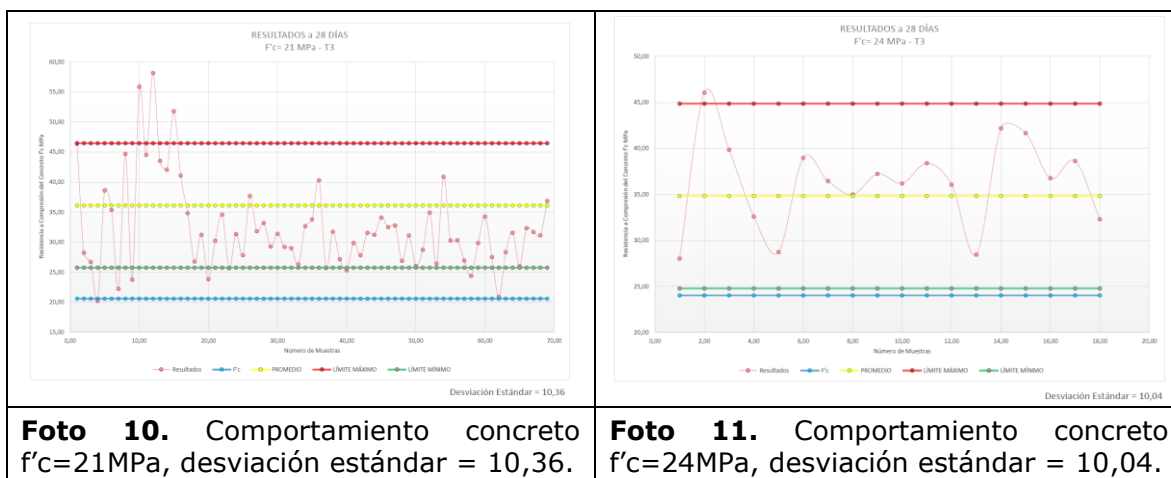 RESULTADOS a 28 DÍAS
F'c= 21 MPa - T3
60,00
55,00
50,00
45,00
40,00
35,00
30,00
25,00
20,00
15,00
Resistencia a Compresión del Concreto F'c MPa
0,00 10,00 20,00 30,00 40,00 50,00 60,00 70,00
Número de Muestras
Resultados F'c PROMEDIO LÍMITE MÁXIMO LÍMITE MÍNIMO
Desviación Estándar = 10,36
Foto 10. Comportamiento concreto
f'c=21MPa, desviación estándar = 10,36.
RESULTADOS a 28 DÍAS
F'c= 24 MPa - T3
50,00
45,00
40,00
35,00
30,00
25,00
20,00
Resistencia a Compresión del Concreto F'c MPa
0,00 2,00 4,00 6,00 8,00 10,00 12,00 14,00 16,00 18,00 20,00
Número de Muestras
Resultados F'c PROMEDIO LÍMITE MÁXIMO LÍMITE MÍNIMO
Desviación Estándar = 10,04
Foto 11. Comportamiento concreto
f'c=24MPa, desviación estándar = 10,04.